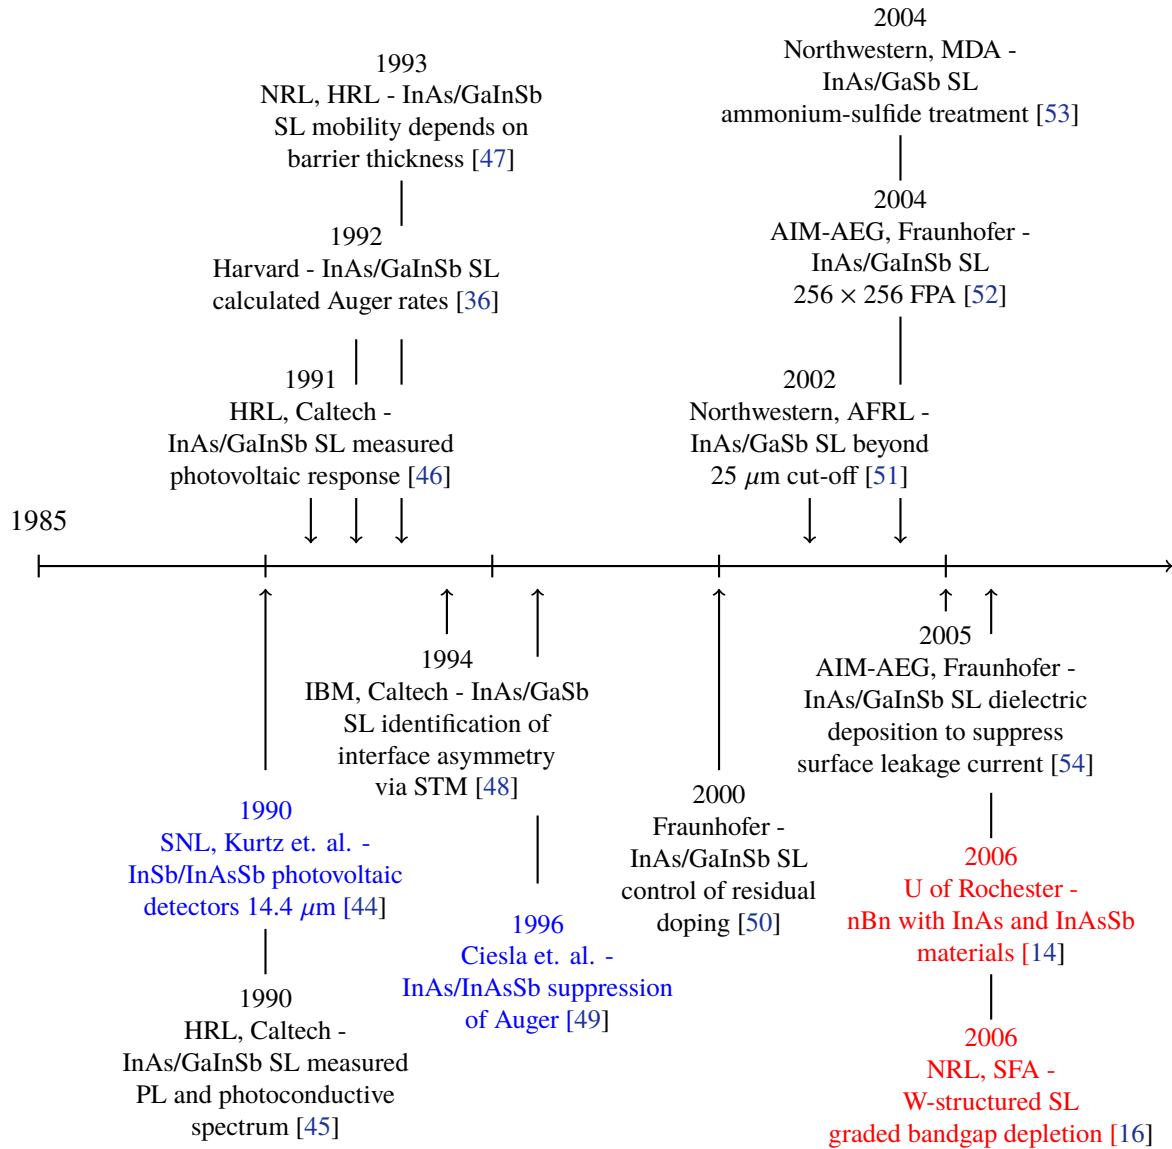 2004
Northwestern, MDA -
InAs/GaSb SL
ammonium-sulfide treatment [53]
1993
NRL, HRL - InAs/GaInSb
SL mobility depends on
barrier thickness [47]
2004
AIM-AEG, Fraunhofer -
InAs/GaInSb SL
256 × 256 FPA [52]
1992
Harvard - InAs/GaInSb SL
calculated Auger rates [36]
1991
HRL, Caltech -
InAs/GaInSb SL measured
photovoltaic response [46]
2002
Northwestern, AFRL -
InAs/GaSb SL beyond
25 μm cut-off [51]
1985
1990
SNL, Kurtz et. al. -
InSb/InAsSb photovoltaic
detectors 14.4 μm [44]
1990
HRL, Caltech -
InAs/GaInSb SL measured
PL and photoconductive
spectrum [45]
1994
IBM, Caltech - InAs/GaSb
SL identification of
interface asymmetry
via STM [48]
1996
Ciesla et. al. -
InAs/InAsSb suppression
of Auger [49]
2000
Fraunhofer -
InAs/GaInSb SL
control of residual
doping [50]
2005
AIM-AEG, Fraunhofer -
InAs/GaInSb SL dielectric
deposition to suppress
surface leakage current [54]
2006
U of Rochester -
nBn with InAs and InAsSb
materials [14]
2006
NRL, SFA -
W-structured SL
graded bandgap depletion [16]